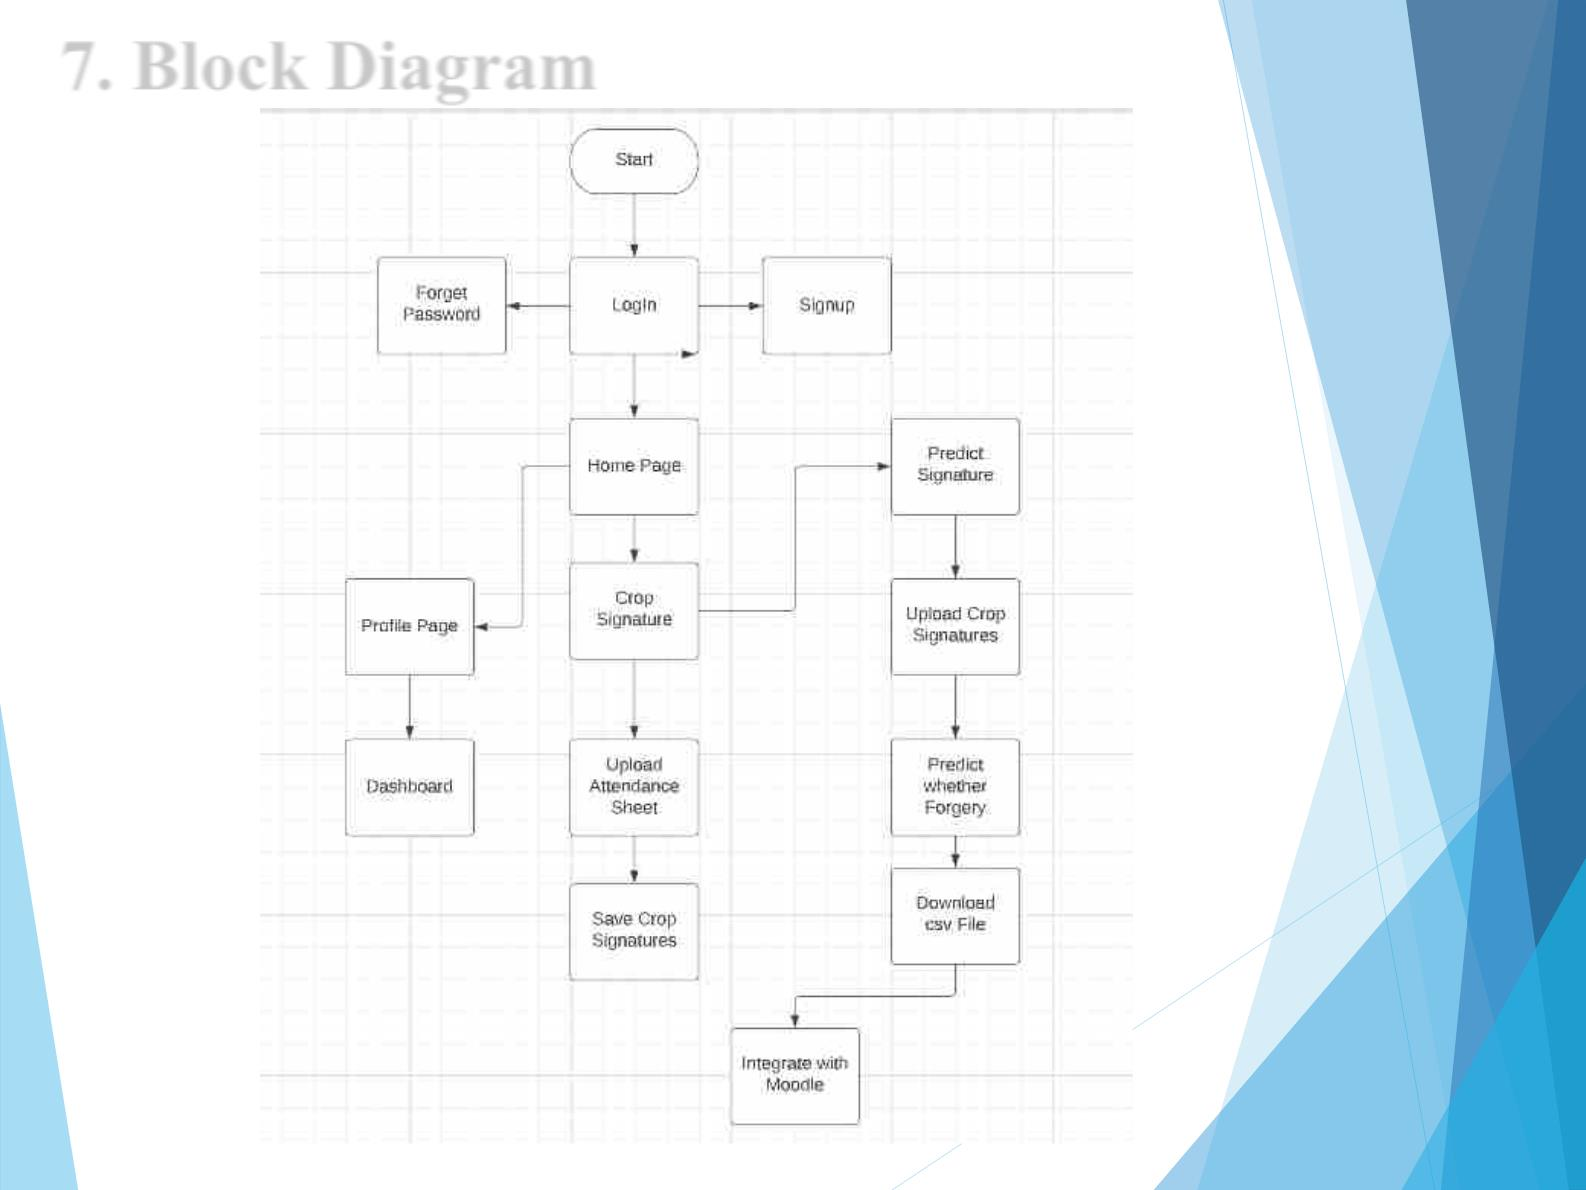 7. Block Diagram
Start
Forget
Password
LogIn
Signup
Home Page
Predict
Signature
Crop
Signature
Profile Page
Upload Crop
Signatures
Dashboard
Upload
Attendance
Sheet
Predict
whether
Forgery
Save Crop
Signatures
Download
csv File
Integrate with
Moodle